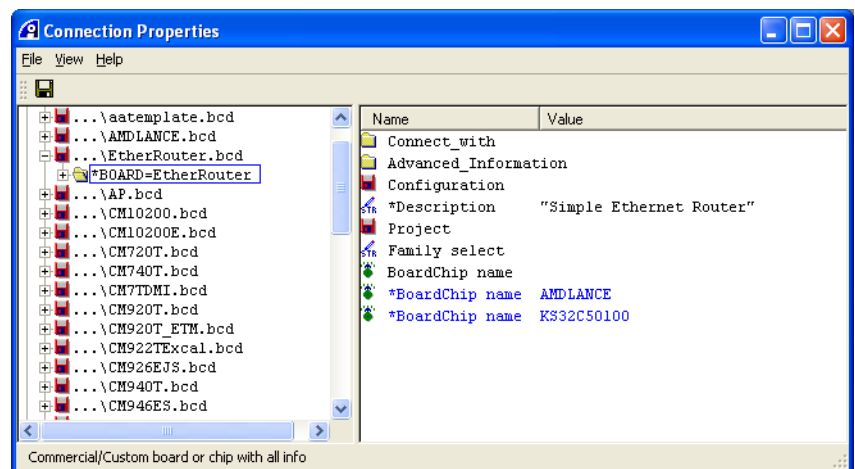 Connection Properties
File View Help
...\aatemplate.bcd
...\AMDLANCE.bcd
...\EtherRouter.bcd
*BOARD=EtherRouter
...\AP.bcd
...\CM10200.bcd
...\CM10200E.bcd
...\CM720T.bcd
...\CM740T.bcd
...\CM7TDMI.bcd
...\CM920T.bcd
...\CM920T_ETM.bcd
...\CM922TExcal.bcd
...\CM926EJS.bcd
...\CM940T.bcd
...\CM946ES.bcd
Name Value
Connect_with
Advanced_Information
Configuration
STR *Description "Simple Ethernet Router"
Project
STR Family select
BoardChip name
*BoardChip name AMDLANCE
*BoardChip name KS32C50100
Commercial/Custom board or chip with all info